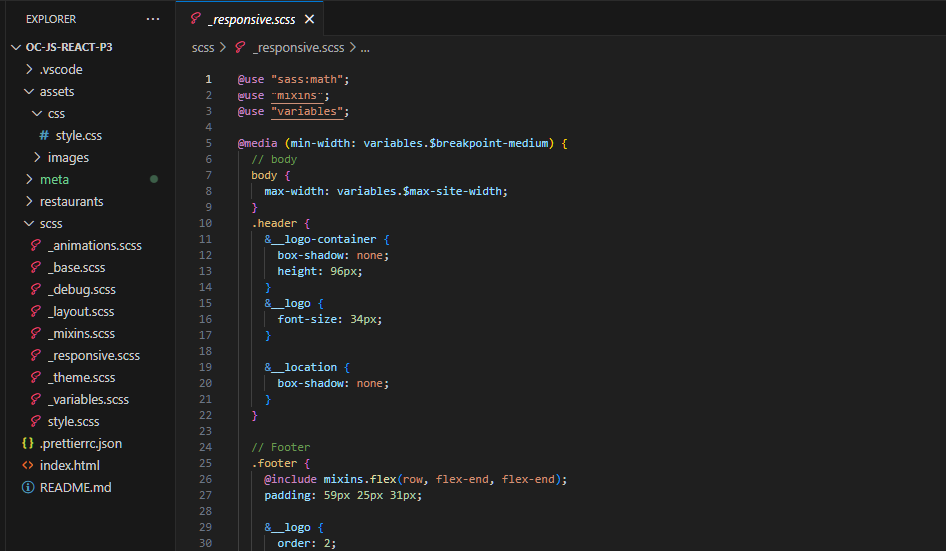 EXPLORER
OC-JS-REACT-P3
.vscode
assets
css
# style.css
images
meta
restaurants
scss
_animations.scss
_base.scss
_debug.scss
_layout.scss
_mixins.scss
_responsive.scss
_theme.scss
_variables.scss
style.scss
{} .prettierrc.json
<> index.html
README.md
_responsive.scss
scss > _responsive.scss > ...
1 @use "sass:math";
2 @use "mixins";
3 @use "variables";
4
5 @media (min-width: variables.$breakpoint-medium) {
6 // body
7 body {
8 max-width: variables.$max-site-width;
9 }
10 .header {
11 &__logo-container {
12 box-shadow: none;
13 height: 96px;
14 }
15 &__logo {
16 font-size: 34px;
17 }
18
19 &__location {
20 box-shadow: none;
21 }
22 }
23
24 // Footer
25 .footer {
26 @include mixins.flex(row, flex-end, flex-end);
27 padding: 59px 25px 31px;
28
29 &__logo {
30 order: 2;